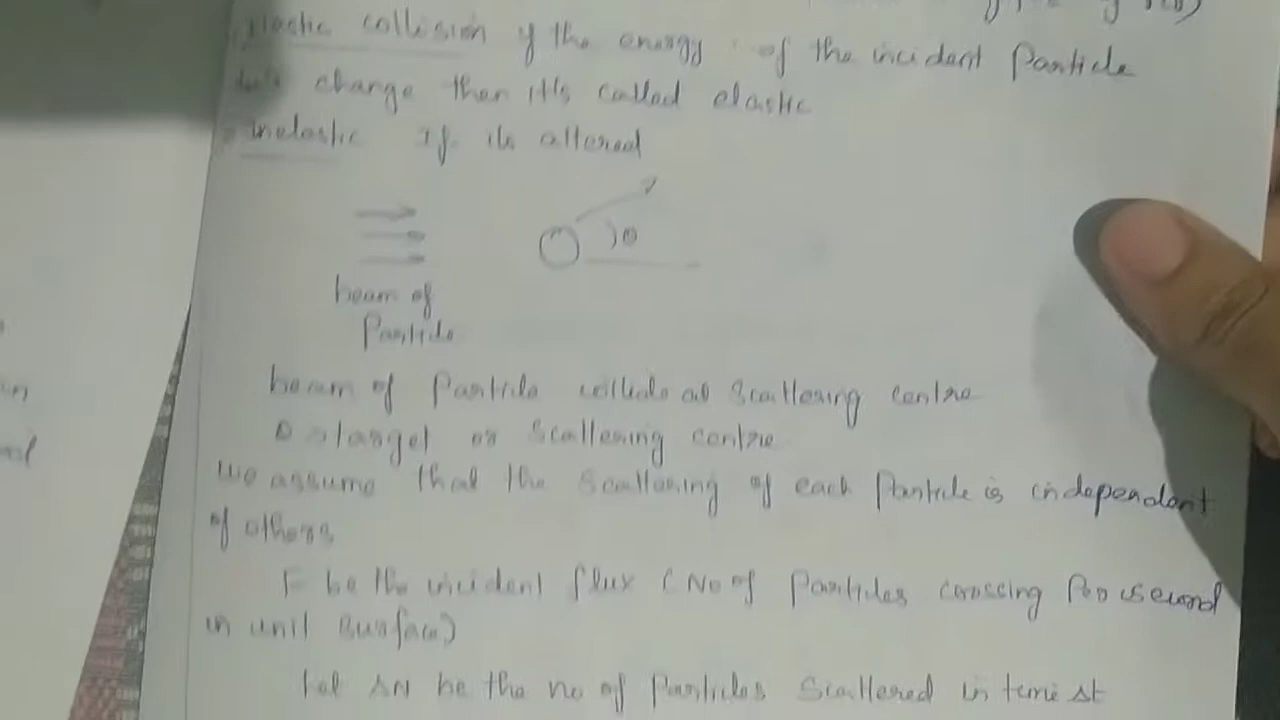 elastic collision if the energy of the incident Particle
change then it's called elastic
inelastic If its altered
θ
beam of
Particle
beam of Particle collide at Scattering centre
target or Scattering centre
We assume that the Scattering of each Particle is independent
of others
F be the incident flux (No of Particles crossing Per second
in unit Surface)
Let ΔN be the no of Particles Scattered in time Δt